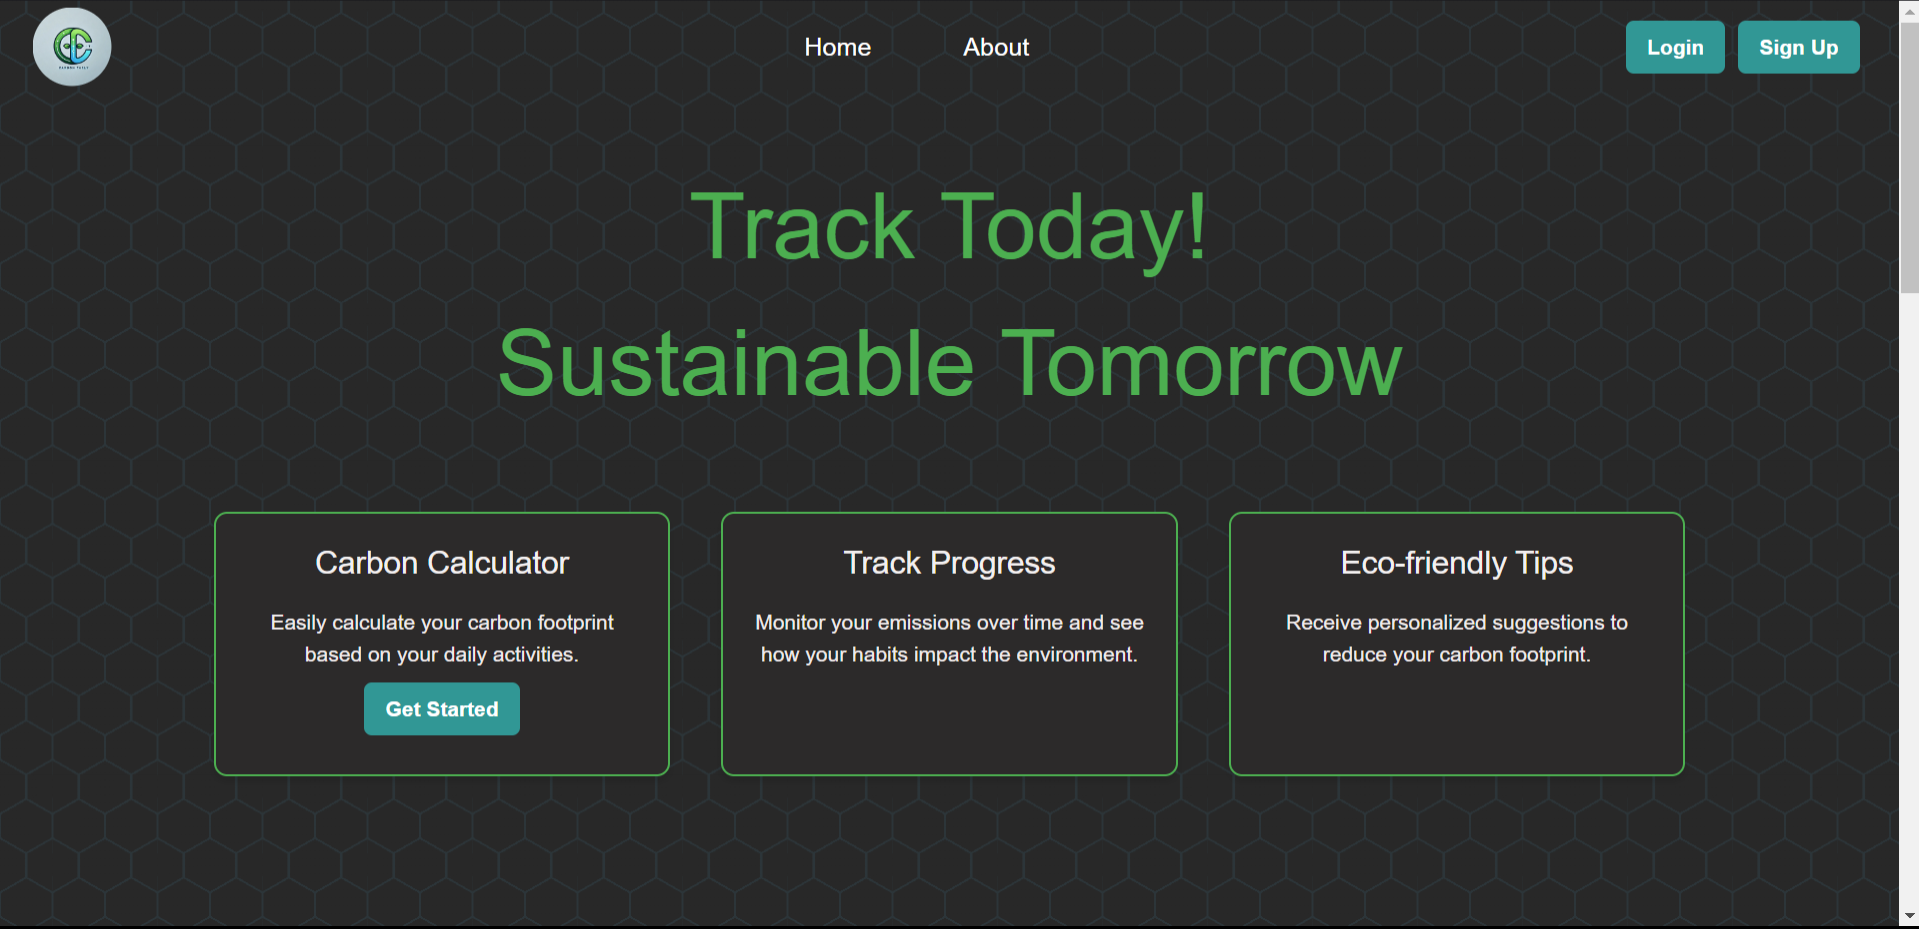 Home About Login Sign Up
Track Today!
Sustainable Tomorrow
Carbon Calculator
Easily calculate your carbon footprint
based on your daily activities.
Get Started
Track Progress
Monitor your emissions over time and see
how your habits impact the environment.
Eco-friendly Tips
Receive personalized suggestions to
reduce your carbon footprint.